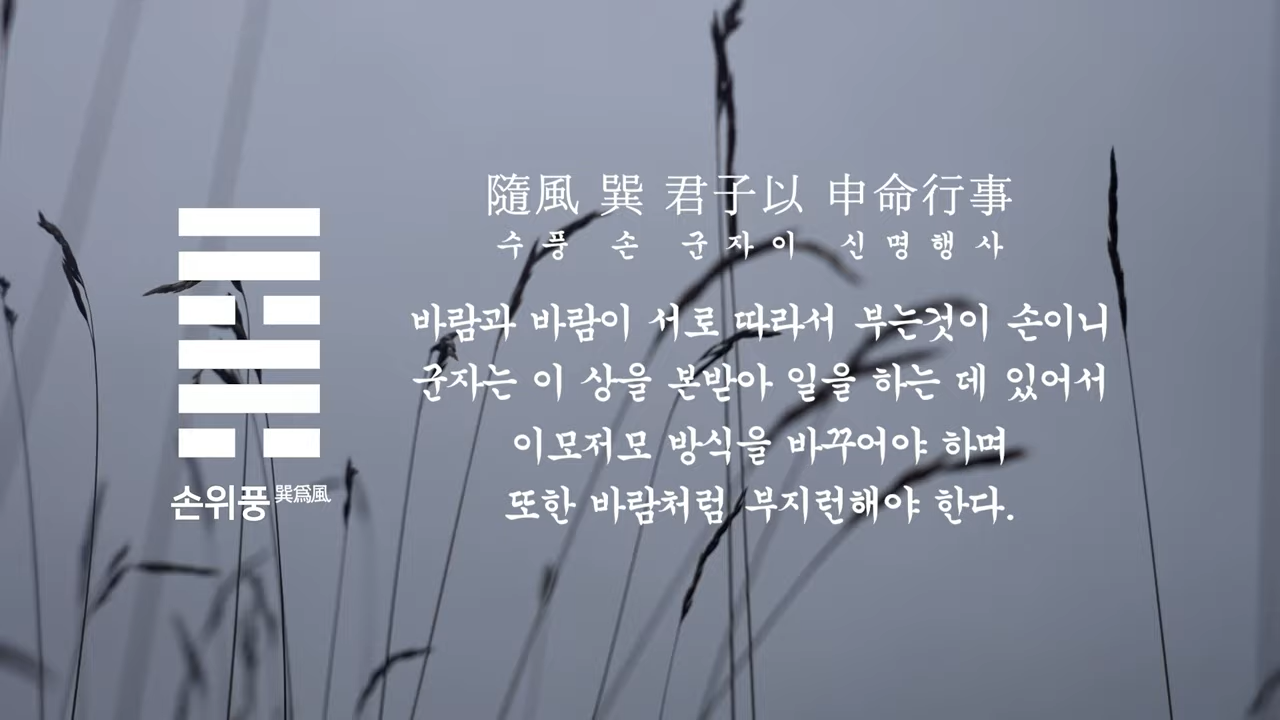 隨風 巽 君子以 申命行事
수풍 손 군자이 신명행사
바람과 바람이 서로 따라서 부는것이 손이니
군자는 이 상을 본받아 일을 하는 데 있어서
이모저모 방식을 바꾸어야 하며
또한 바람처럼 부지런해야 한다.
손위풍 巽爲風